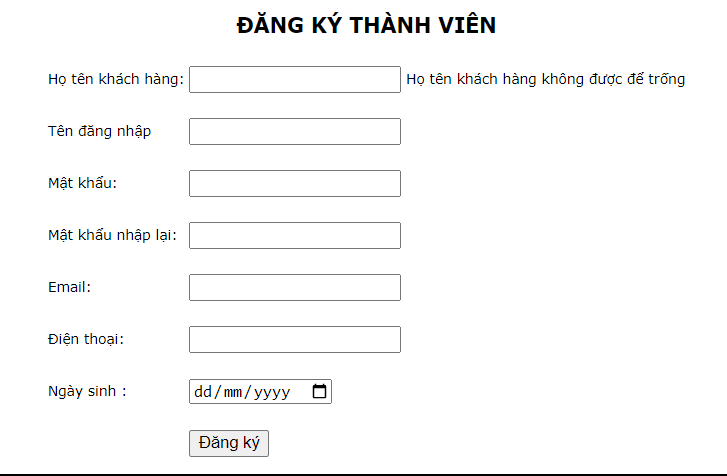 ĐĂNG KÝ THÀNH VIÊN
Họ tên khách hàng: Họ tên khách hàng không được để trống
Tên đăng nhập
Mật khẩu:
Mật khẩu nhập lại:
Email:
Điện thoại:
Ngày sinh : dd/mm/yyyy
Đăng ký